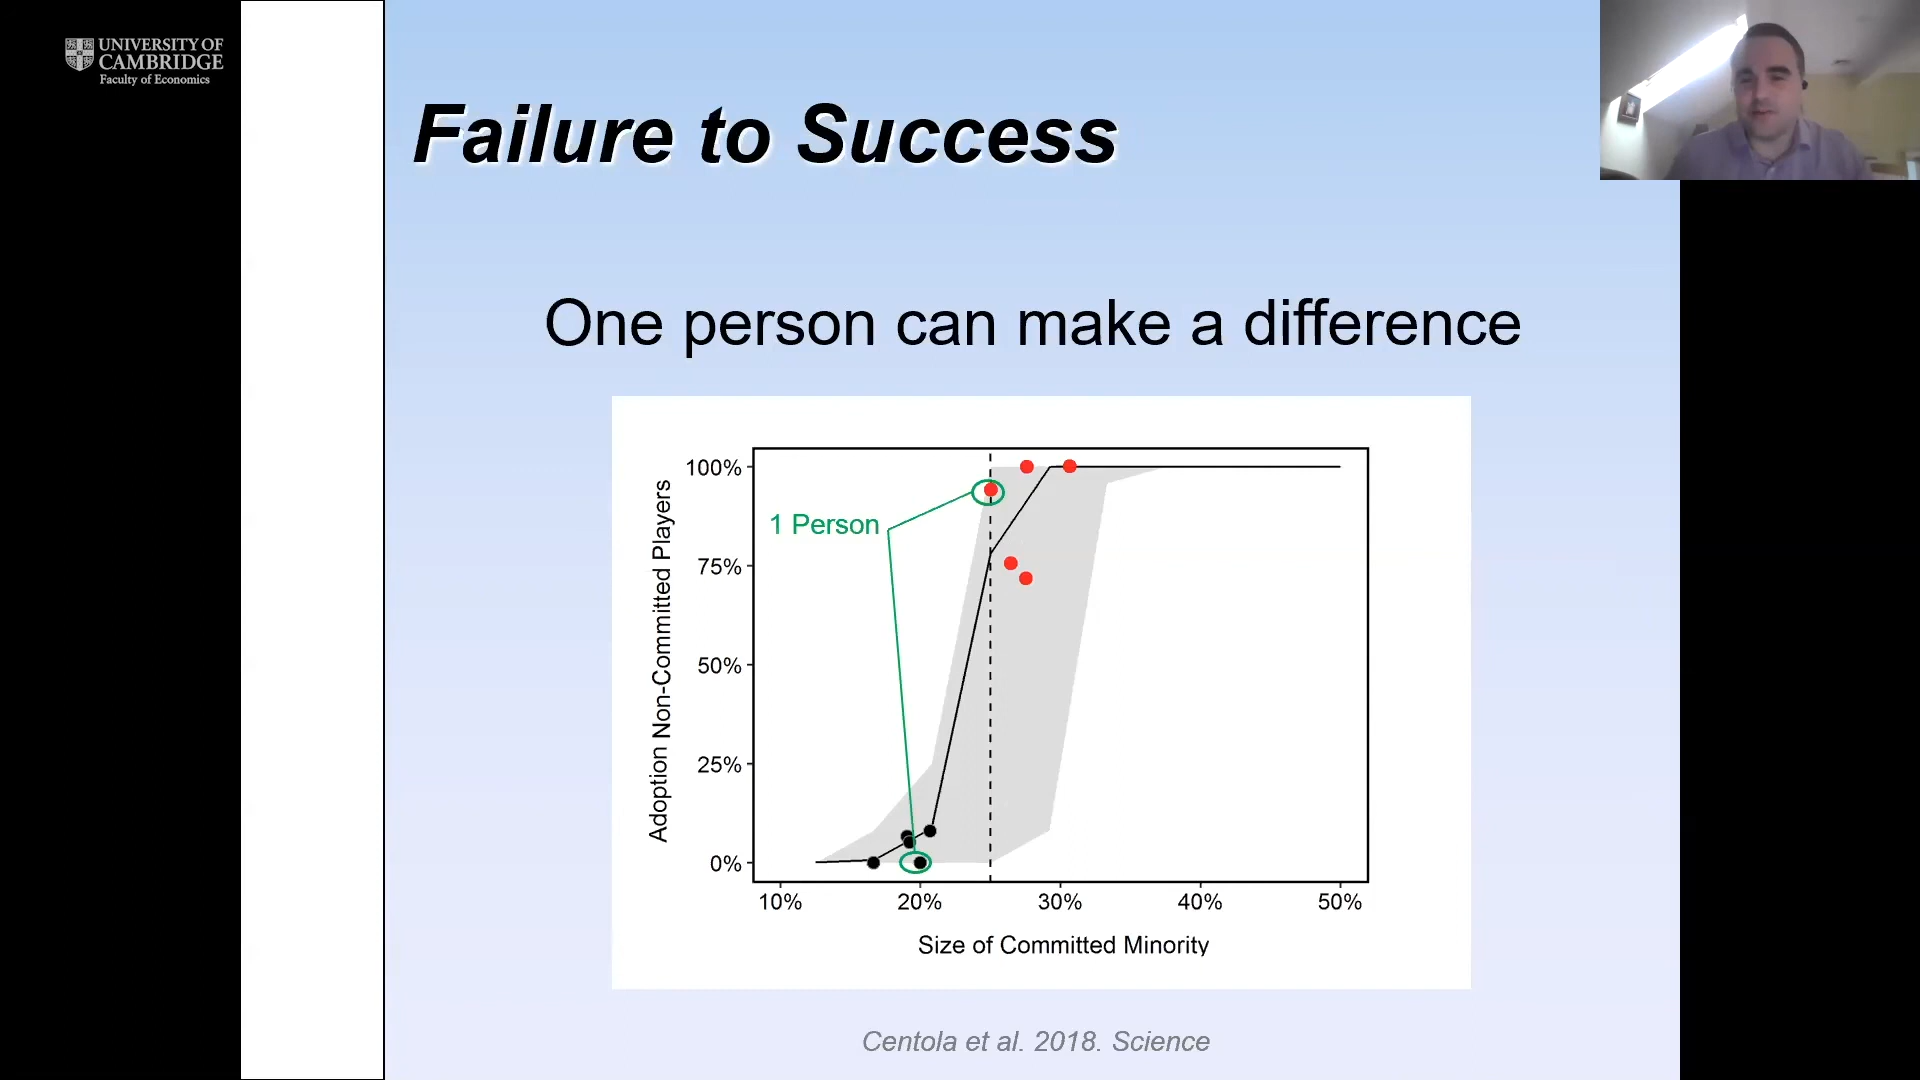 UNIVERSITY OF
CAMBRIDGE
Faculty of Economics
Failure to Success
One person can make a difference
Adoption Non-Committed Players
100%
75%
50%
25%
0%
1 Person
10%
20%
30%
40%
50%
Size of Committed Minority
Centola et al. 2018. Science